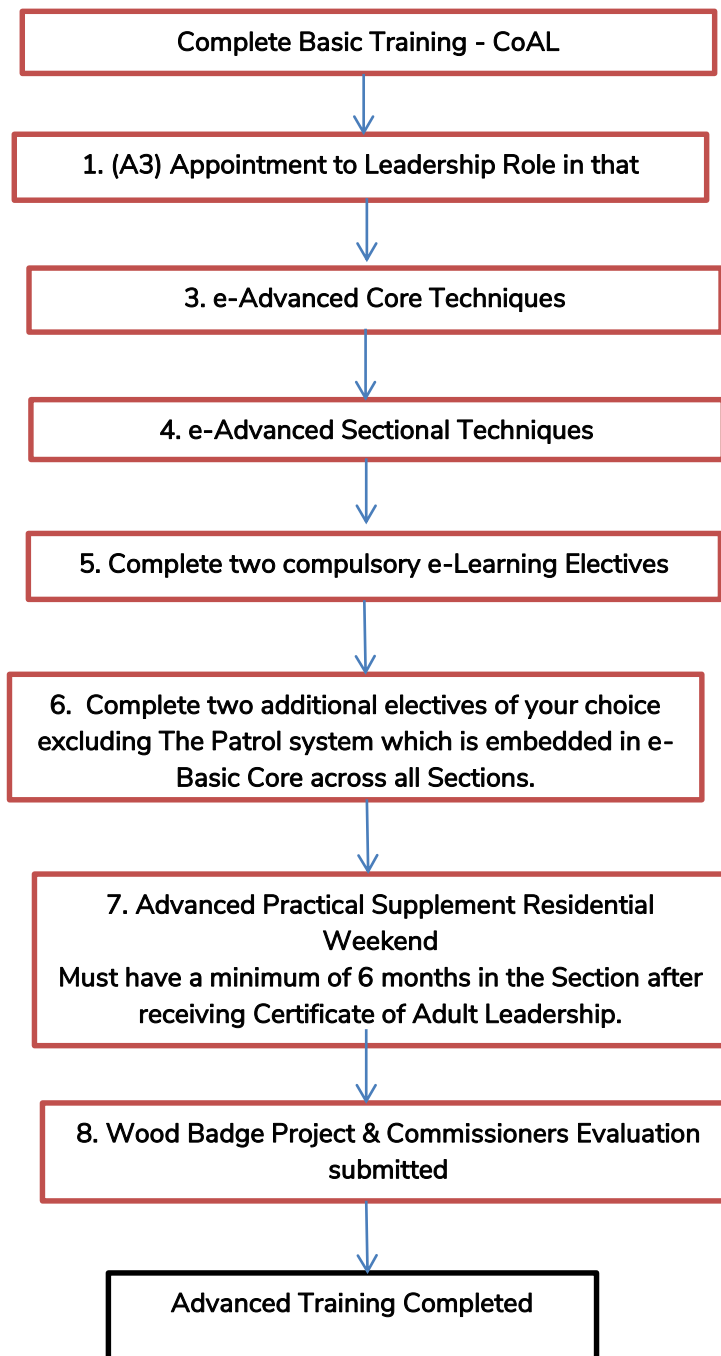 Complete Basic Training - CoAL
1. (A3) Appointment to Leadership Role in that
3. e-Advanced Core Techniques
4. e-Advanced Sectional Techniques
5. Complete two compulsory e-Learning Electives
6.  Complete two additional electives of your choice
excluding The Patrol system which is embedded in e-
Basic Core across all Sections.
7. Advanced Practical Supplement Residential
Weekend
Must have a minimum of 6 months in the Section after
receiving Certificate of Adult Leadership.
8. Wood Badge Project & Commissioners Evaluation
submitted
Advanced Training Completed